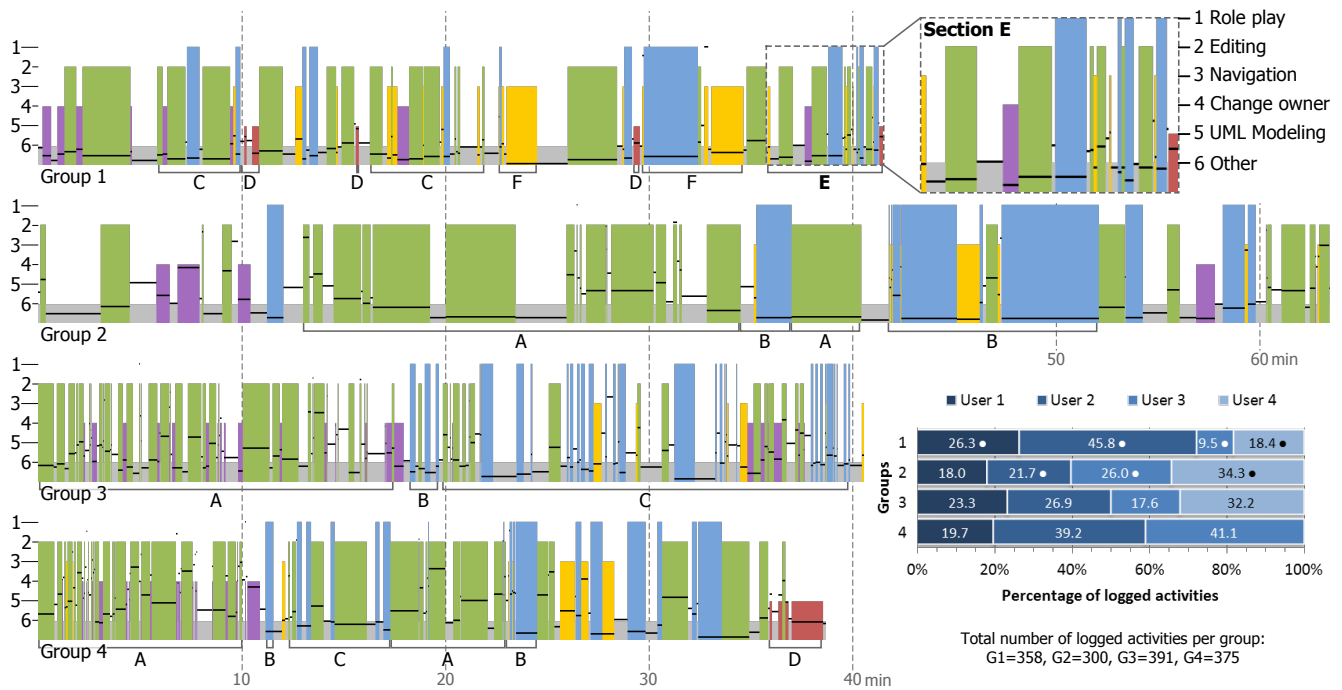 1
2
3
4
5
6
Group 1
C
D
D
C
F
D
F
E
Section E
1 Role play
2 Editing
3 Navigation
4 Change owner
5 UML Modeling
6 Other
1
2
3
4
5
6
Group 2
A
B
A
B
50
60 min
1
2
3
4
5
6
Group 3
A
B
C
1
2
3
4
5
6
Group 4
A
B
C
A
B
D
10
20
30
40 min
User 1 User 2 User 3 User 4
Groups
1 26.3 45.8 9.5 18.4
2 18.0 21.7 26.0 34.3
3 23.3 26.9 17.6 32.2
4 19.7 39.2 41.1
0% 20% 40% 60% 80% 100%
Percentage of logged activities
Total number of logged activities per group:
G1=358, G2=300, G3=391, G4=375